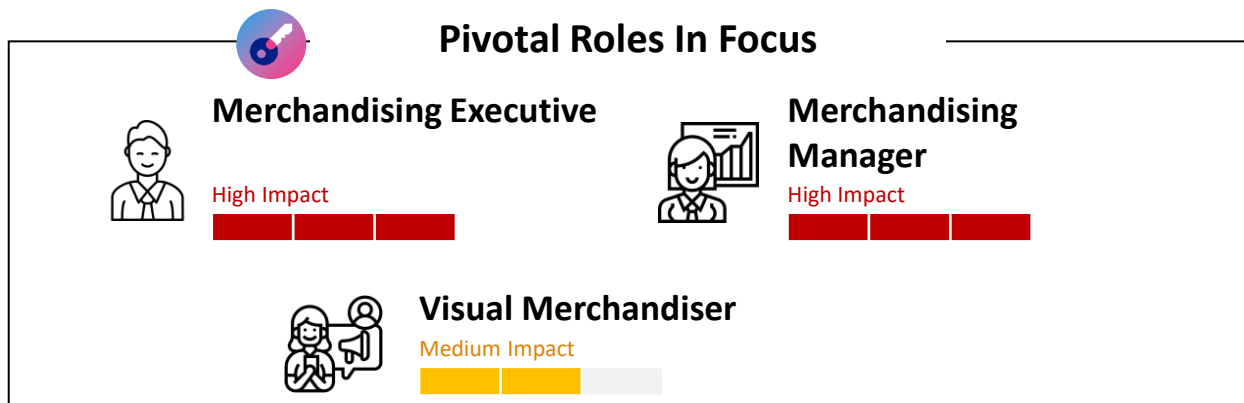 Pivotal Roles In Focus
Merchandising Executive
High Impact
Merchandising
Manager
High Impact
Visual Merchandiser
Medium Impact